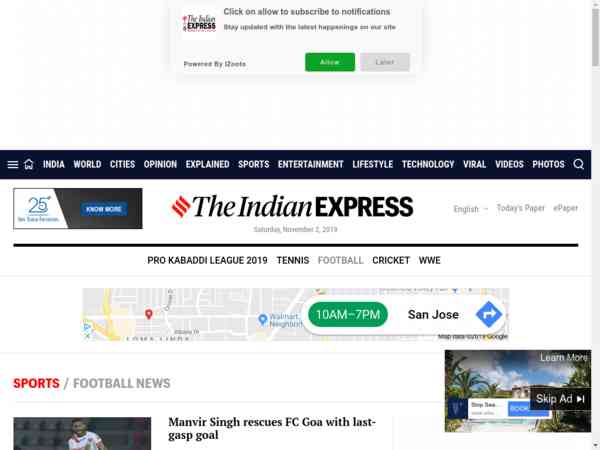 Click on allow to subscribe to notifications
The Indian
EXPRESS
Stay updated with the latest happenings on our site
Powered By iZooto
Allow
Later
INDIA WORLD CITIES OPINION EXPLAINED SPORTS ENTERTAINMENT LIFESTYLE TECHNOLOGY VIRAL VIDEOS PHOTOS
25
KNOW MORE
The Indian EXPRESS
English
Today's Paper
ePaper
Saturday, November 2, 2019
PRO KABADDI LEAGUE 2019 TENNIS FOOTBALL CRICKET WWE
Walmart
Neighborh
10AM–7PM
San Jose
LOMA LINDA
Map data ©2019 Google
Learn More
SPORTS / FOOTBALL NEWS
Skip Ad
Stop Sea...
BOOK
Manvir Singh rescues FC Goa with last-
gasp goal